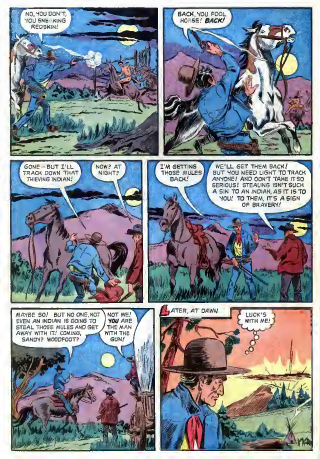 NO, YOU DON'T,
YOU SNEAKING
REDSKIN!
BACK, YOU FOOL
HORSE! BACK!
GONE--BUT I'LL
TRACK DOWN THAT
THIEVING INDIAN!
NOW? AT
NIGHT?
I'M GETTING
THOSE MULES
BACK!
WE'LL GET THEM BACK!
BUT YOU NEED LIGHT TO TRACK
ANYONE! AND DON'T TAKE IT SO
SERIOUS! STEALING ISN'T SUCH
A SIN TO AN INDIAN, AS IT IS TO
YOU! TO THEM, IT'S A SIGN
OF BRAVERY!
MAYBE SO! BUT NO ONE, NOT
EVEN AN INDIAN IS GOING TO
STEAL THOSE MULES AND GET
AWAY WITH IT! COMING,
SANDY? WOODFOOT?
NOT ME!
YOU ARE
THE MAN
WITH THE
GUN!
LATER, AT DAWN...
LUCK'S
WITH ME!